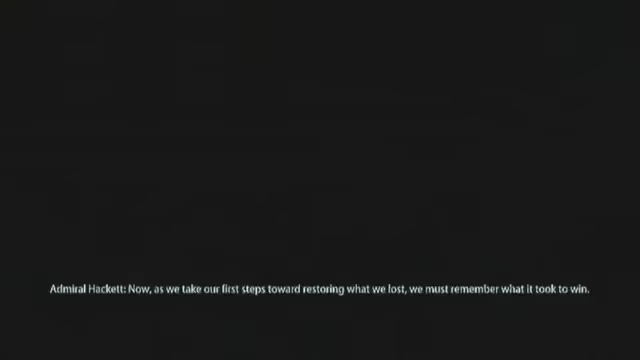 Admiral Hackett: Now, as we take our first steps toward restoring what we lost, we must remember what it took to win.